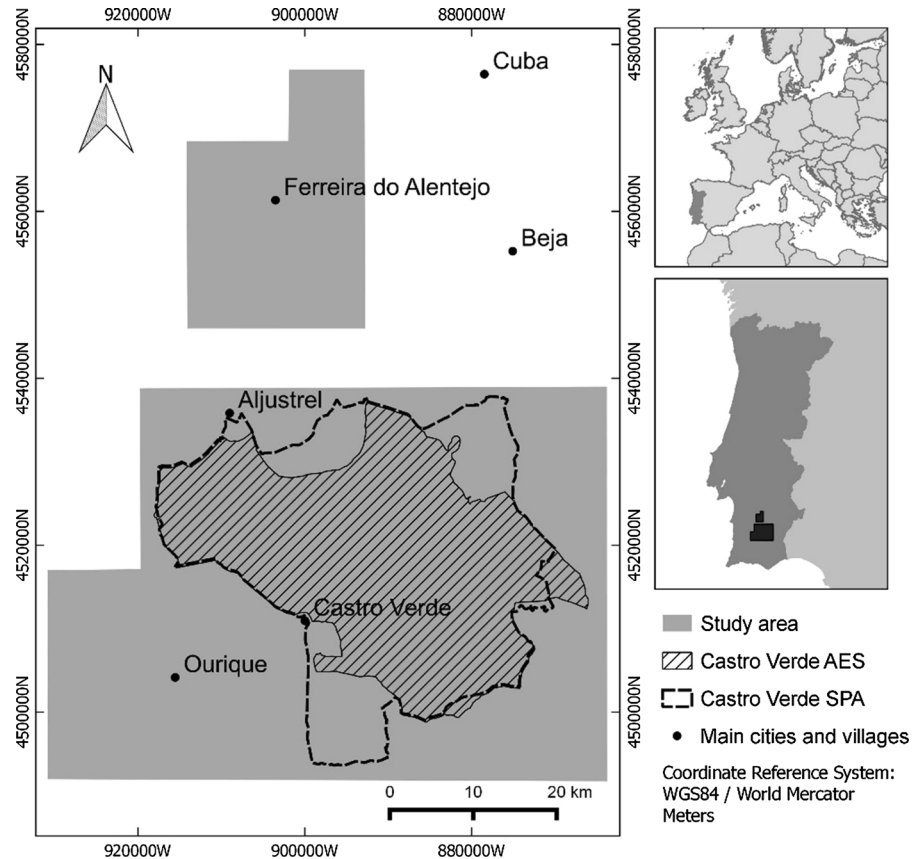 920000W 900000W 880000W
4580000N
4560000N
4540000N
4520000N
4500000N
N
Cuba
Ferreira do Alentejo
Beja
Aljustrel
Castro Verde
Ourique
0 10 20 km
4580000N
4560000N
4540000N
4520000N
4500000N
920000W 900000W 880000W
Study area
Castro Verde AES
Castro Verde SPA
Main cities and villages
Coordinate Reference System:
WGS84 / World Mercator
Meters